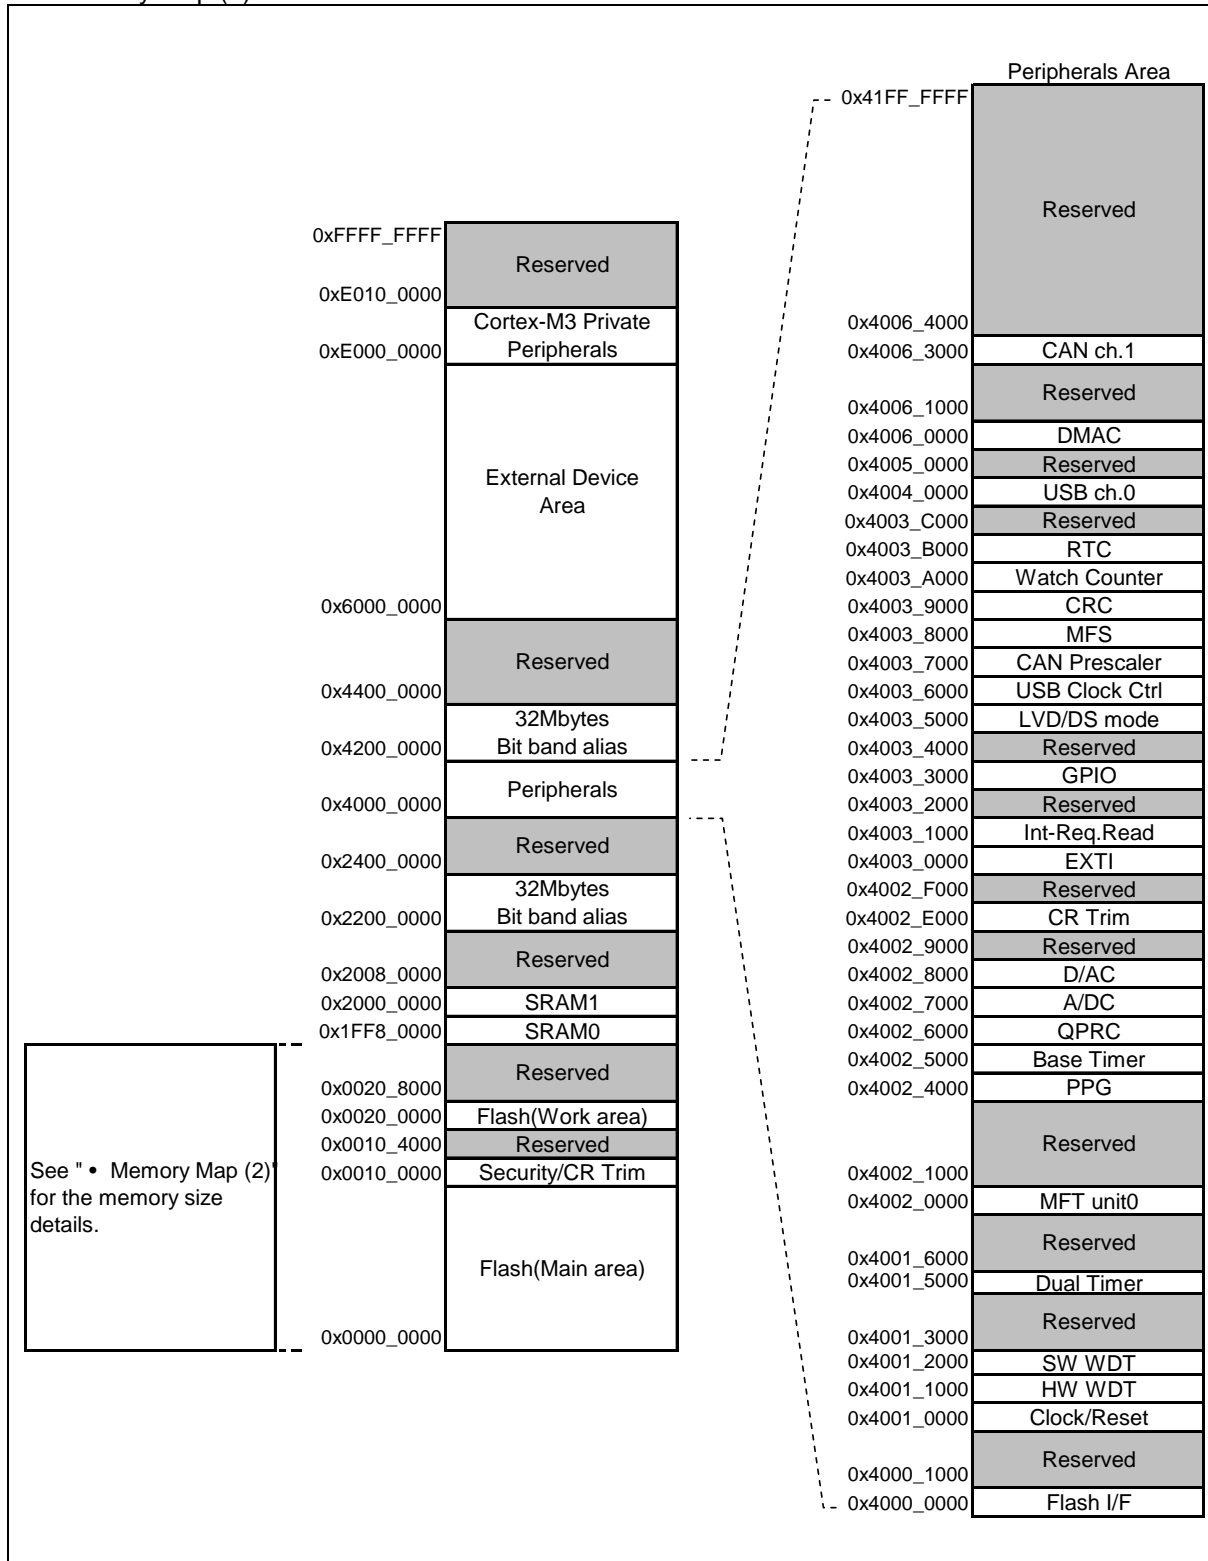 Peripherals Area
0x41FF_FFFF
Reserved
0xFFFF_FFFF
Reserved
0xE010_0000
Cortex-M3 Private
Peripherals
0xE000_0000
External Device
Area
0x6000_0000
Reserved
0x4400_0000
32Mbytes
Bit band alias
0x4200_0000
Peripherals
0x4000_0000
Reserved
0x2400_0000
32Mbytes
Bit band alias
0x2200_0000
Reserved
0x2008_0000
0x2000_0000 SRAM1
0x1FF8_0000 SRAM0
Reserved
0x0020_8000
0x0020_0000 Flash(Work area)
0x0010_4000 Reserved
0x0010_0000 Security/CR Trim
Flash(Main area)
0x0000_0000
See " • Memory Map (2)"
for the memory size
details.
0x4006_4000
0x4006_3000 CAN ch.1
Reserved
0x4006_1000
0x4006_0000 DMAC
0x4005_0000 Reserved
0x4004_0000 USB ch.0
0x4003_C000 Reserved
0x4003_B000 RTC
0x4003_A000 Watch Counter
0x4003_9000 CRC
0x4003_8000 MFS
0x4003_7000 CAN Prescaler
0x4003_6000 USB Clock Ctrl
0x4003_5000 LVD/DS mode
0x4003_4000 Reserved
0x4003_3000 GPIO
0x4003_2000 Reserved
0x4003_1000 Int-Req.Read
0x4003_0000 EXTI
0x4002_F000 Reserved
0x4002_E000 CR Trim
0x4002_9000 Reserved
0x4002_8000 D/AC
0x4002_7000 A/DC
0x4002_6000 QPRC
0x4002_5000 Base Timer
0x4002_4000 PPG
Reserved
0x4002_1000
0x4002_0000 MFT unit0
Reserved
0x4001_6000
0x4001_5000 Dual Timer
Reserved
0x4001_3000
0x4001_2000 SW WDT
0x4001_1000 HW WDT
0x4001_0000 Clock/Reset
Reserved
0x4000_1000
0x4000_0000 Flash I/F